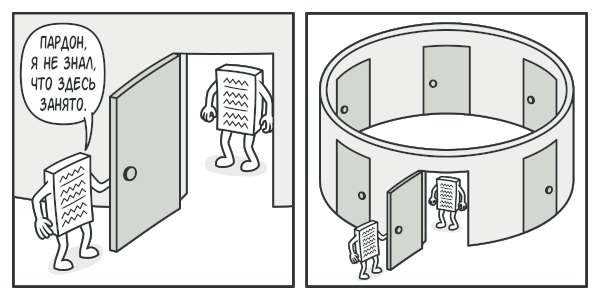 ПАРДОН,
Я НЕ ЗНАЛ,
ЧТО ЗДЕСЬ
ЗАНЯТО.